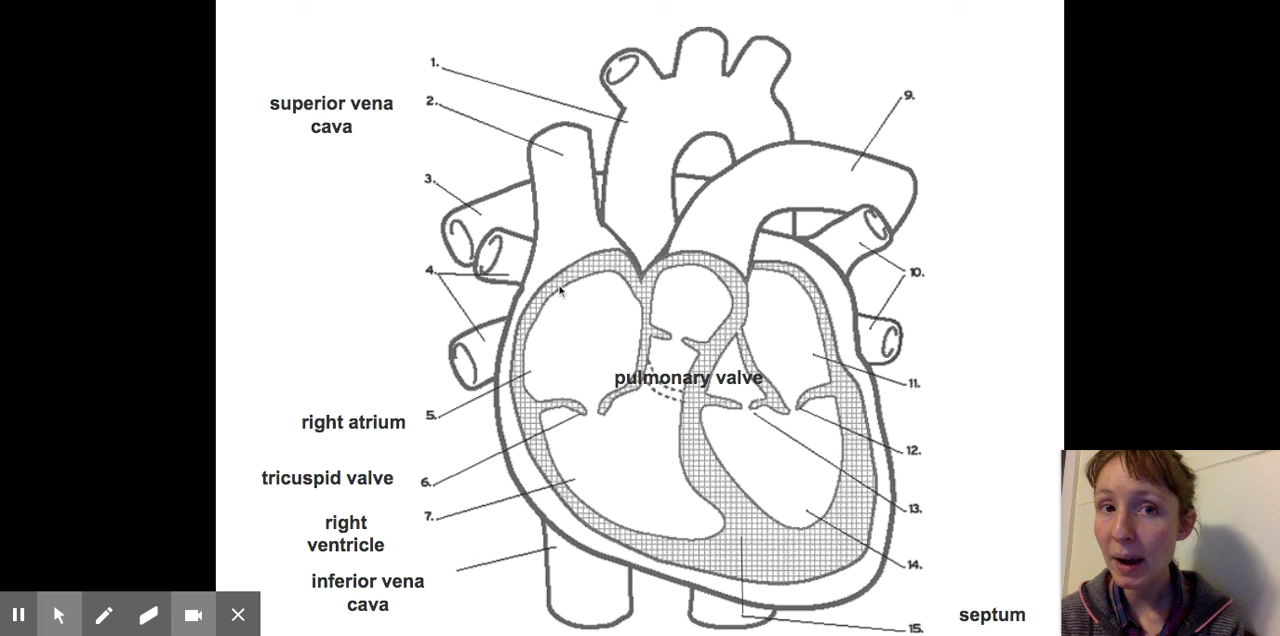 1.
superior vena
cava
2.
3.
4.
right atrium
5.
tricuspid valve
6.
right
ventricle
7.
inferior vena
cava
pulmonary valve
9.
10.
11.
12.
13.
14.
15.
septum